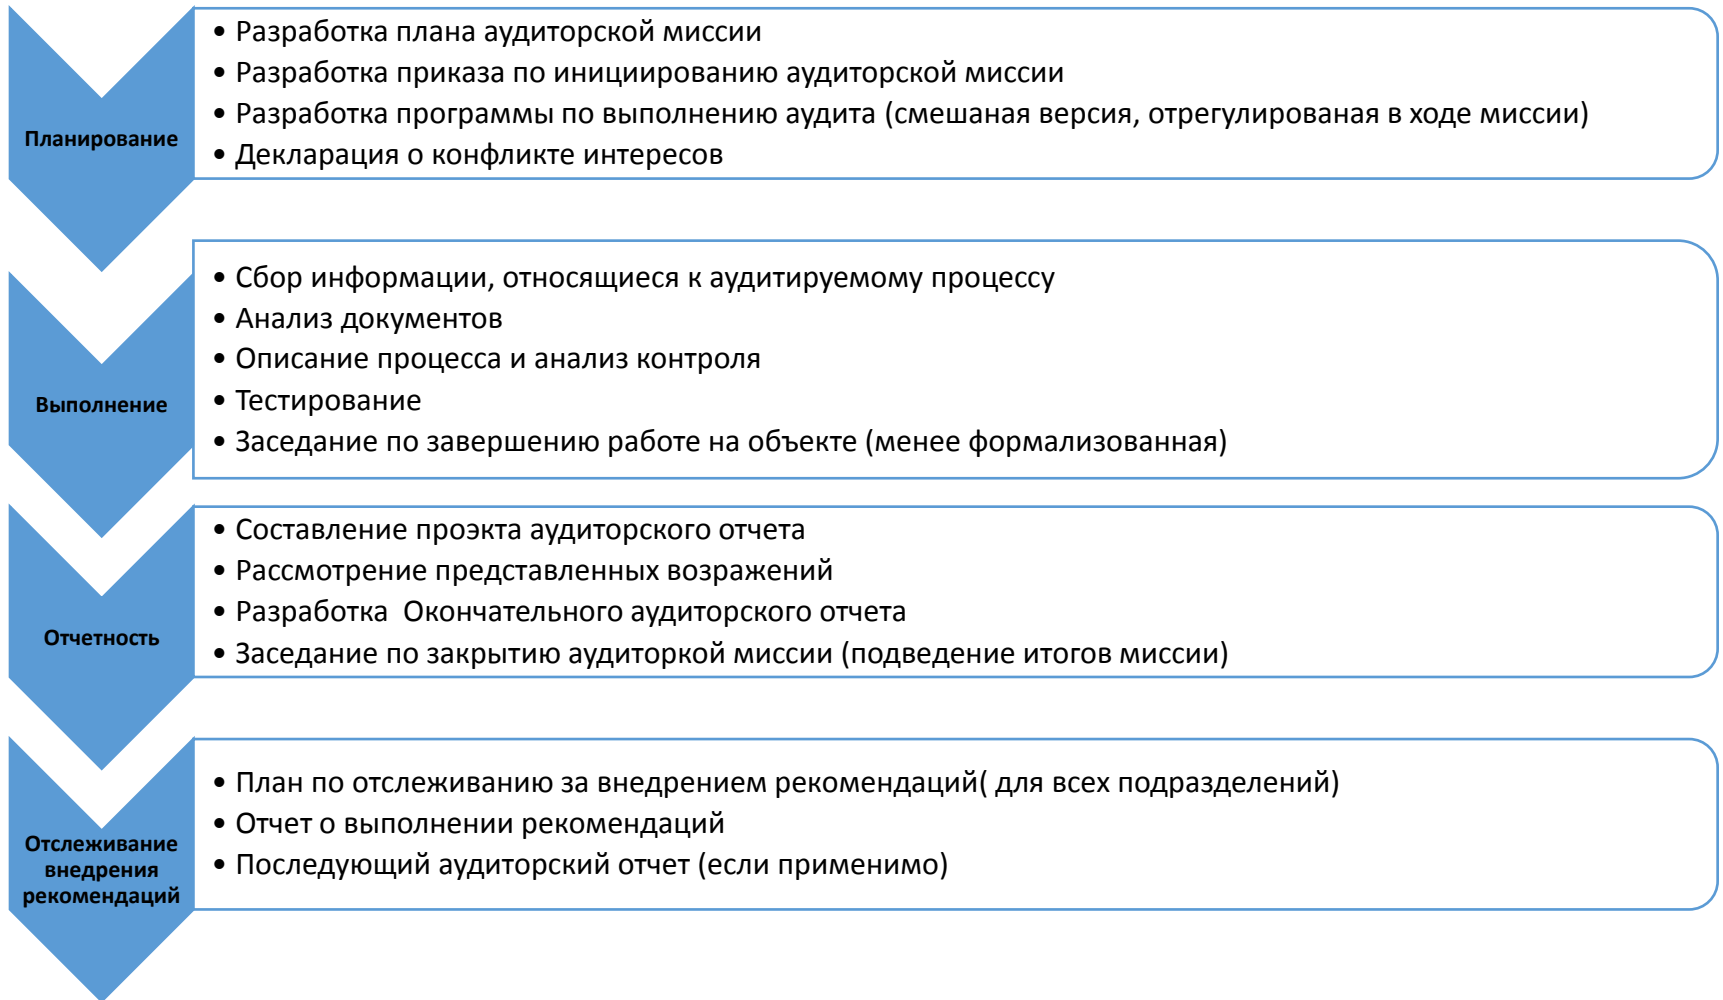 Планирование
• Разработка плана аудиторской миссии
• Разработка приказа по инициированию аудиторской миссии
• Разработка программы по выполнению аудита (смешаная версия, отрегулированая в ходе миссии)
• Декларация о конфликте интересов
Выполнение
• Сбор информации, относящиеся к аудитируемому процессу
• Анализ документов
• Описание процесса и анализ контроля
• Тестирование
• Заседание по завершению работе на объекте (менее формализованная)
Отчетность
• Составление проэкта аудиторского отчета
• Рассмотрение представленных возражений
• Разработка  Окончательного аудиторского отчета
• Заседание по закрытию аудиторкой миссии (подведение итогов миссии)
Отслеживание
внедрения
рекомендаций
• План по отслеживанию за внедрением рекомендаций( для всех подразделений)
• Отчет о выполнении рекомендаций
• Последующий аудиторский отчет (если применимо)